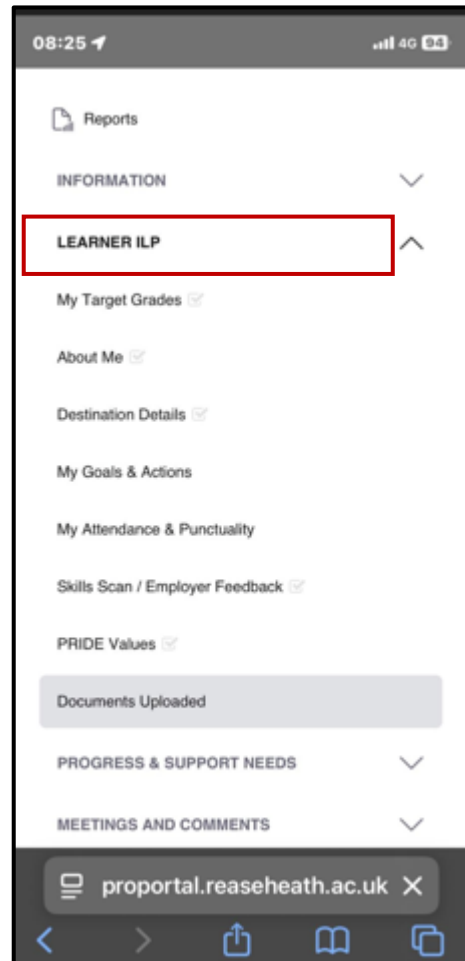 08:25
4G 94
Reports
INFORMATION
LEARNER ILP
My Target Grades
About Me
Destination Details
My Goals & Actions
My Attendance & Punctuality
Skills Scan / Employer Feedback
PRIDE Values
Documents Uploaded
PROGRESS & SUPPORT NEEDS
MEETINGS AND COMMENTS
proportal.reaseheath.ac.uk